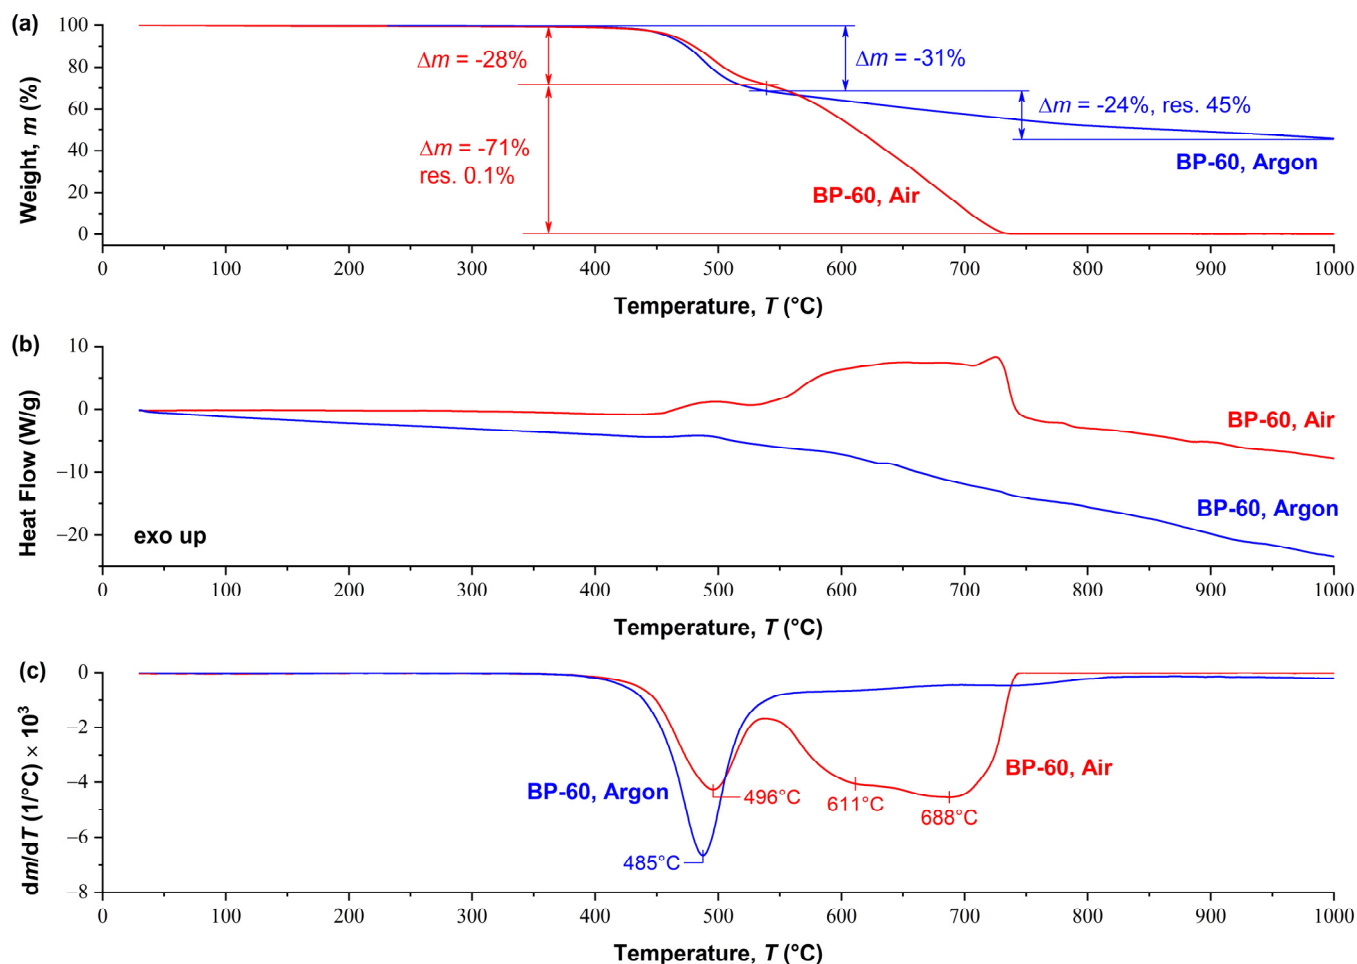 (a)
Weight, m (%)
100
80
60
40
20
0
Δm = -28%
Δm = -71%
res. 0.1%
Δm = -31%
Δm = -24%, res. 45%
BP-60, Argon
BP-60, Air
0 100 200 300 400 500 600 700 800 900 1000
Temperature, T (°C)
(b)
Heat Flow (W/g)
10
0
−10
−20
BP-60, Air
BP-60, Argon
exo up
0 100 200 300 400 500 600 700 800 900 1000
Temperature, T (°C)
(c)
dm/dT (1/°C) × 10³
0
−2
−4
−6
−8
BP-60, Argon
BP-60, Air
496°C
611°C
688°C
485°C
0 100 200 300 400 500 600 700 800 900 1000
Temperature, T (°C)